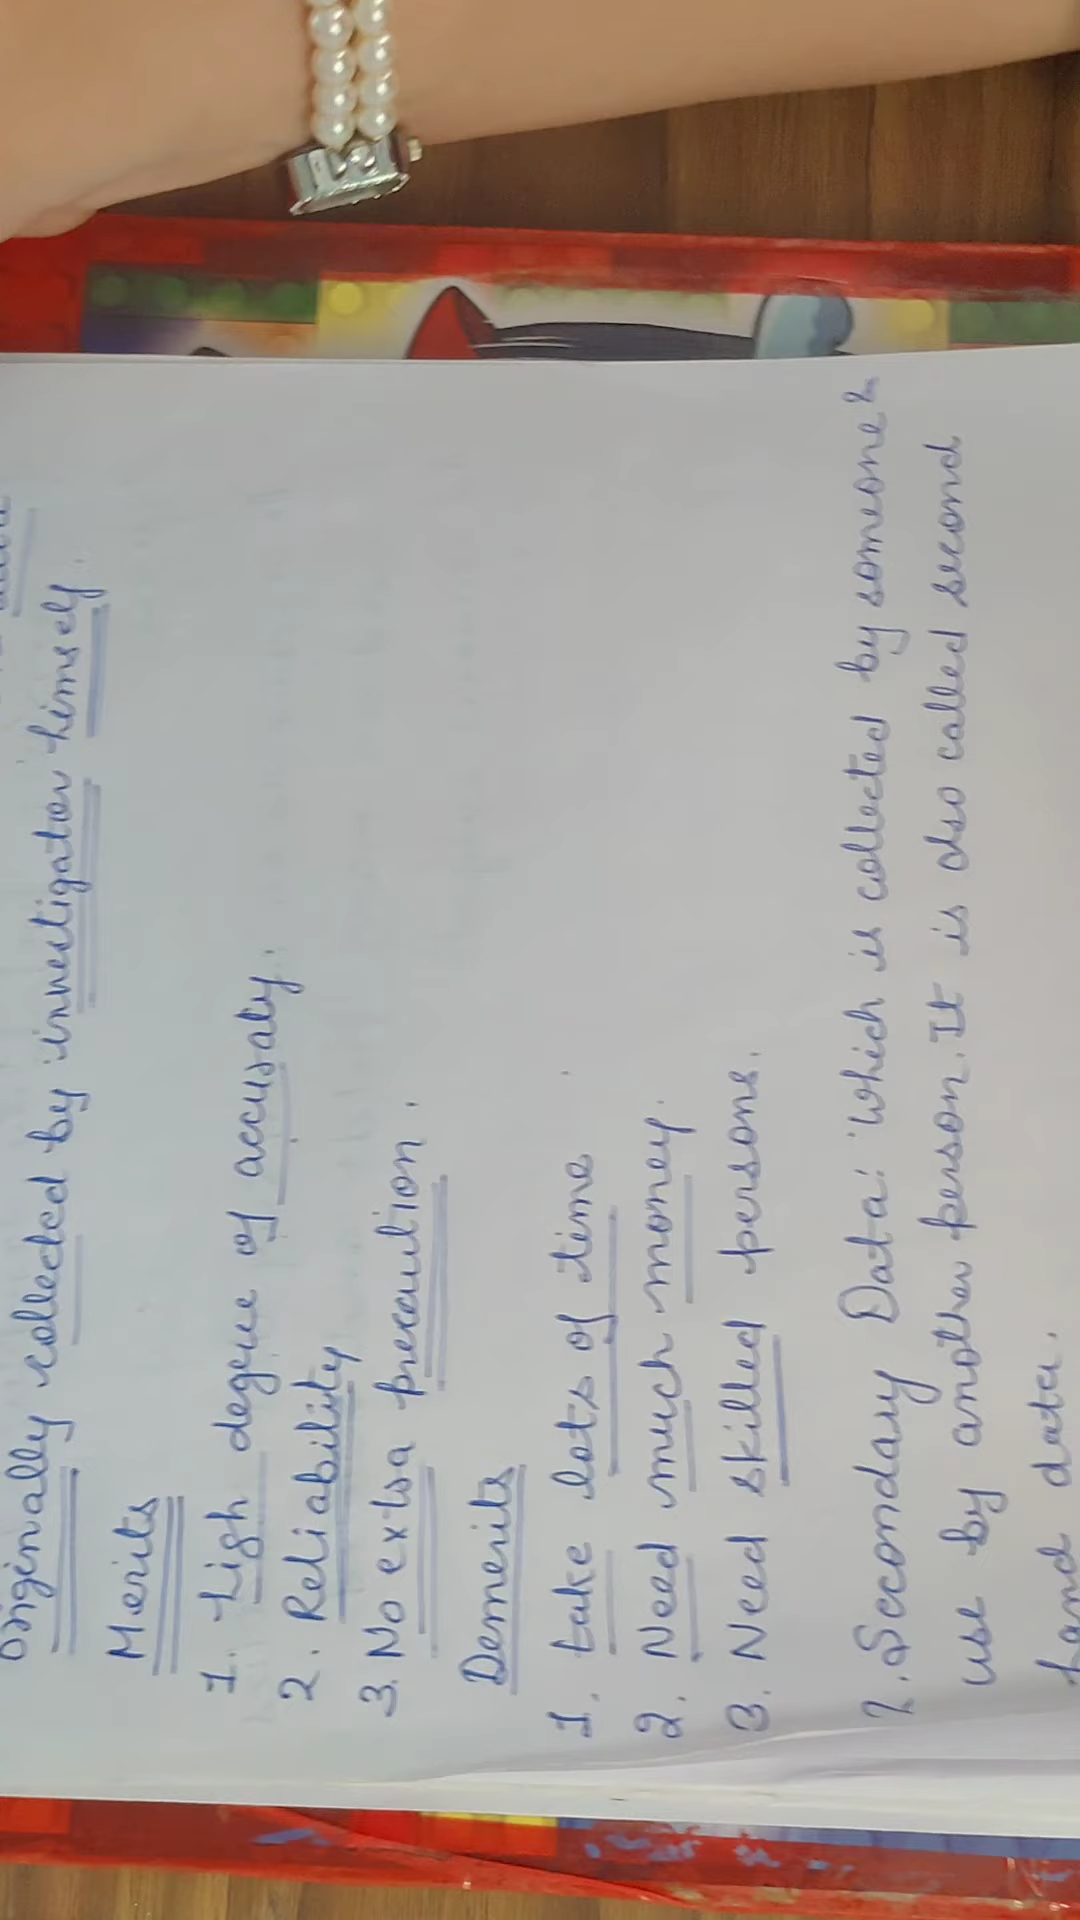 Originally collected by investigator himself.
Merits
1. High degree of accuraty.
2. Reliability
3. No extra precaution.
Demerits
1. take lots of time
2. Need much money.
3. Need skilled persons.
2. Secondary Data: which is collected by someone &
use by another person. It is also called second
hand data.